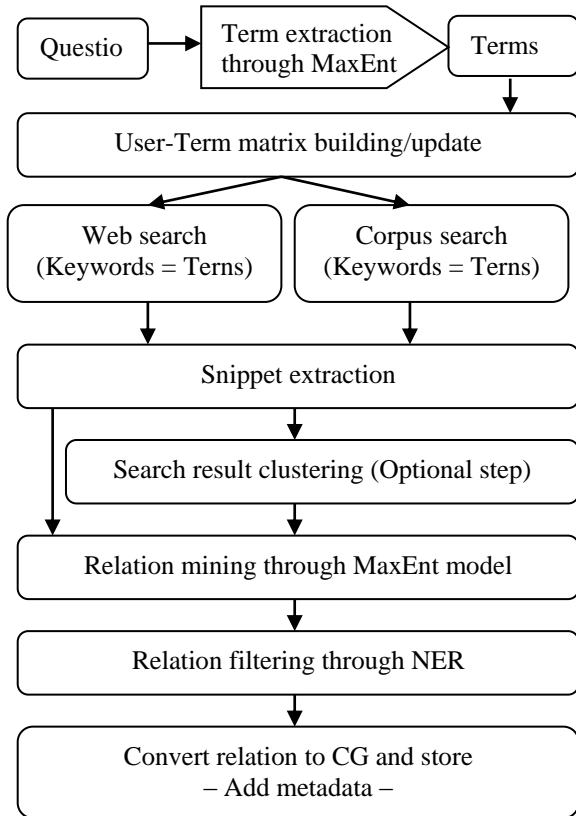 Questio
Term extraction
through MaxEnt
Terms
User-Term matrix building/update
Web search
(Keywords = Terns)
Corpus search
(Keywords = Terns)
Snippet extraction
Search result clustering (Optional step)
Relation mining through MaxEnt model
Relation filtering through NER
Convert relation to CG and store
– Add metadata –